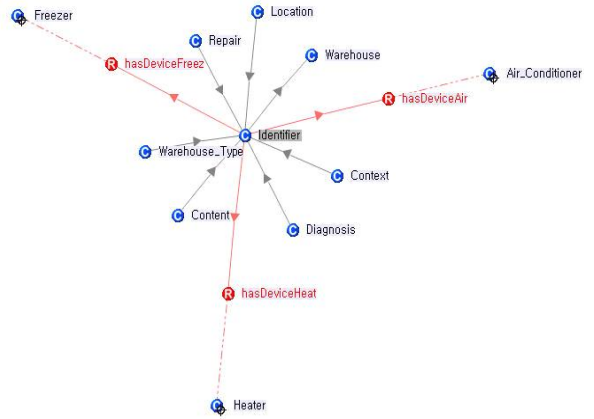 Freezer
Location
Repair
Warehouse
hasDeviceFreez
Air_Conditioner
hasDeviceAir
Identifier
Warehouse_Type
Context
Content
Diagnosis
hasDeviceHeat
Heater